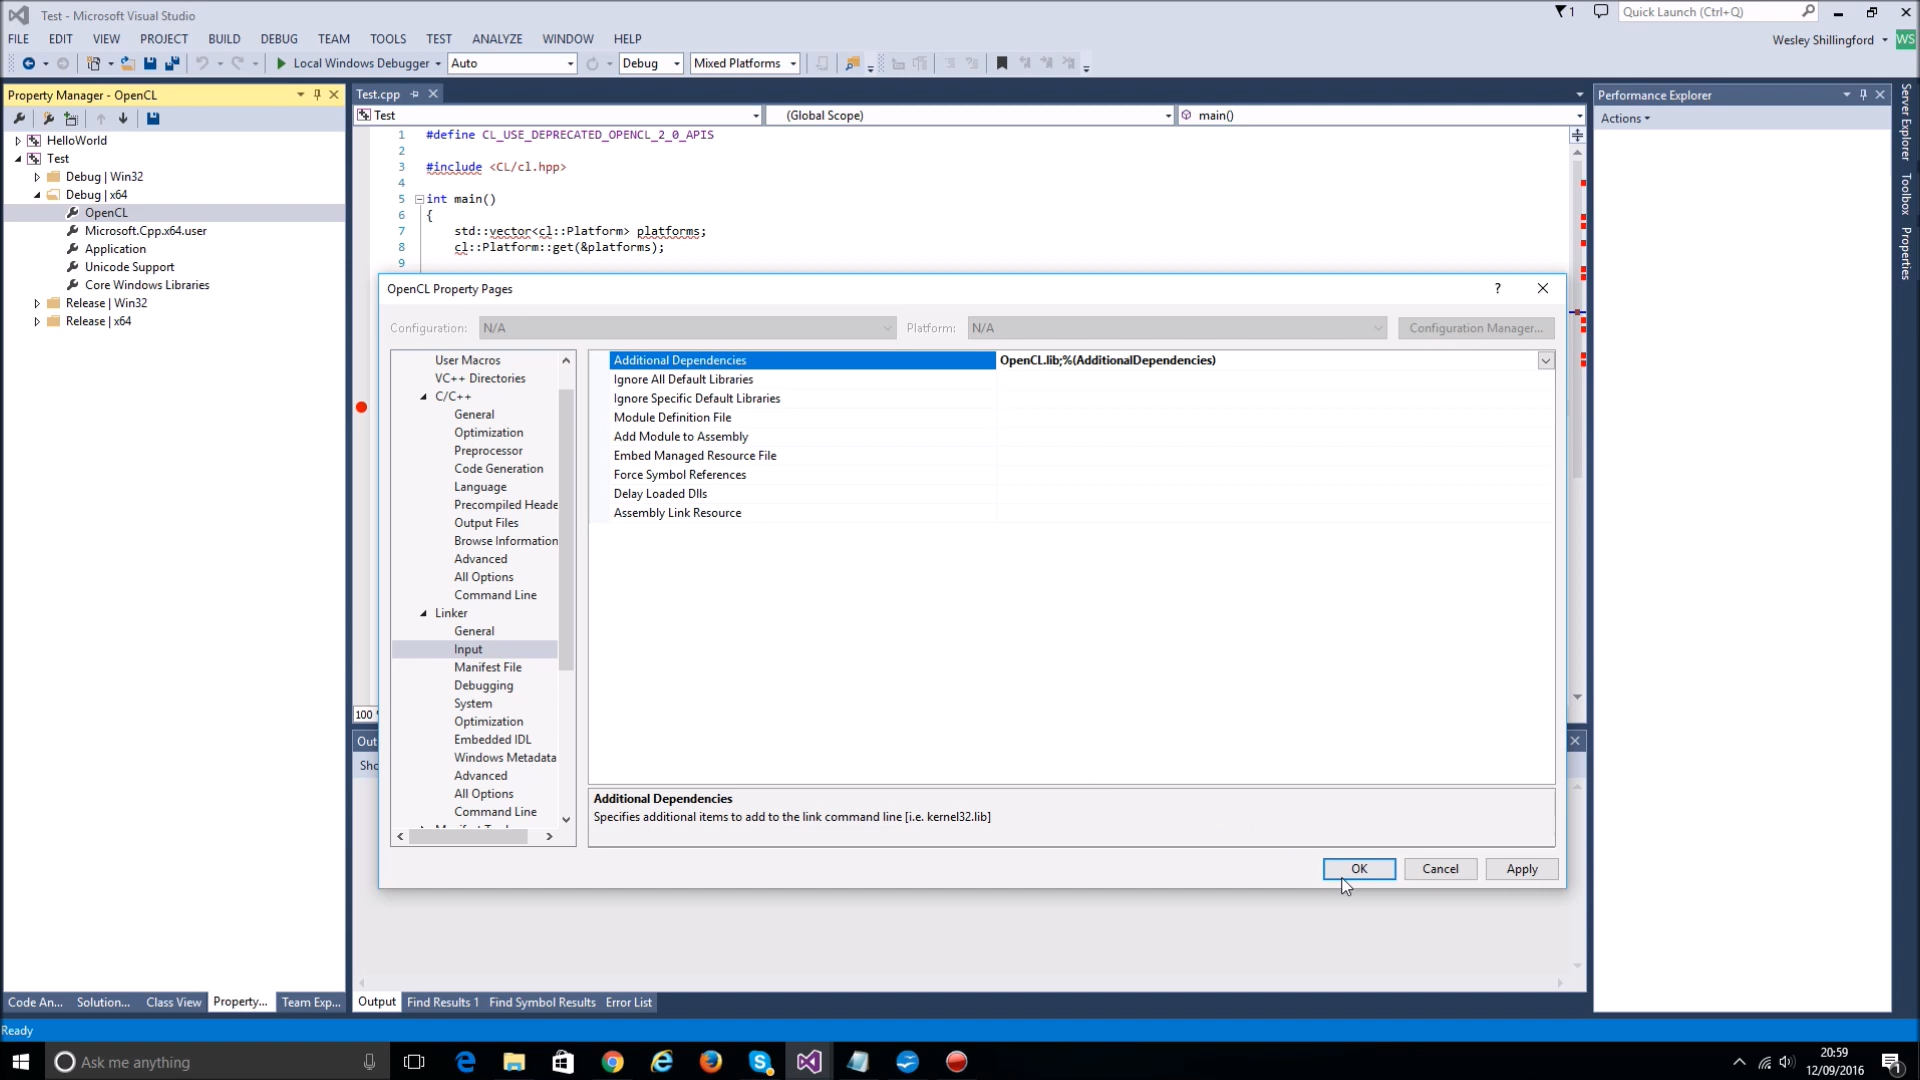 Test - Microsoft Visual Studio
1
Quick Launch (Ctrl+Q)
FILE EDIT VIEW PROJECT BUILD DEBUG TEAM TOOLS TEST ANALYZE WINDOW HELP
Wesley Shillingford
WS
Local Windows Debugger
Auto
Debug
Mixed Platforms
Property Manager - OpenCL
HelloWorld
Test
Debug | Win32
Debug | x64
OpenCL
Microsoft.Cpp.x64.user
Application
Unicode Support
Core Windows Libraries
Release | Win32
Release | x64
Test.cpp
Test
(Global Scope)
main()
1 #define CL_USE_DEPRECATED_OPENCL_2_0_APIS
2
3 #include <CL/cl.hpp>
4
5 int main()
6 {
7 std::vector<cl::Platform> platforms;
8 cl::Platform::get(&platforms);
9
Performance Explorer
Actions
Server Explorer
Toolbox
Properties
OpenCL Property Pages
?
Configuration: N/A
Platform: N/A
Configuration Manager...
User Macros
VC++ Directories
C/C++
General
Optimization
Preprocessor
Code Generation
Language
Precompiled Heade
Output Files
Browse Information
Advanced
All Options
Command Line
Linker
General
Input
Manifest File
Debugging
System
Optimization
Embedded IDL
Windows Metadata
Advanced
All Options
Command Line
Additional Dependencies OpenCL.lib;%(AdditionalDependencies)
Ignore All Default Libraries
Ignore Specific Default Libraries
Module Definition File
Add Module to Assembly
Embed Managed Resource File
Force Symbol References
Delay Loaded Dlls
Assembly Link Resource
Additional Dependencies
Specifies additional items to add to the link command line [i.e. kernel32.lib]
OK
Cancel
Apply
100
Out
Sho
Code An...
Solution...
Class View
Property...
Team Exp...
Output
Find Results 1
Find Symbol Results
Error List
Ready
Ask me anything
20:59
12/09/2016
1